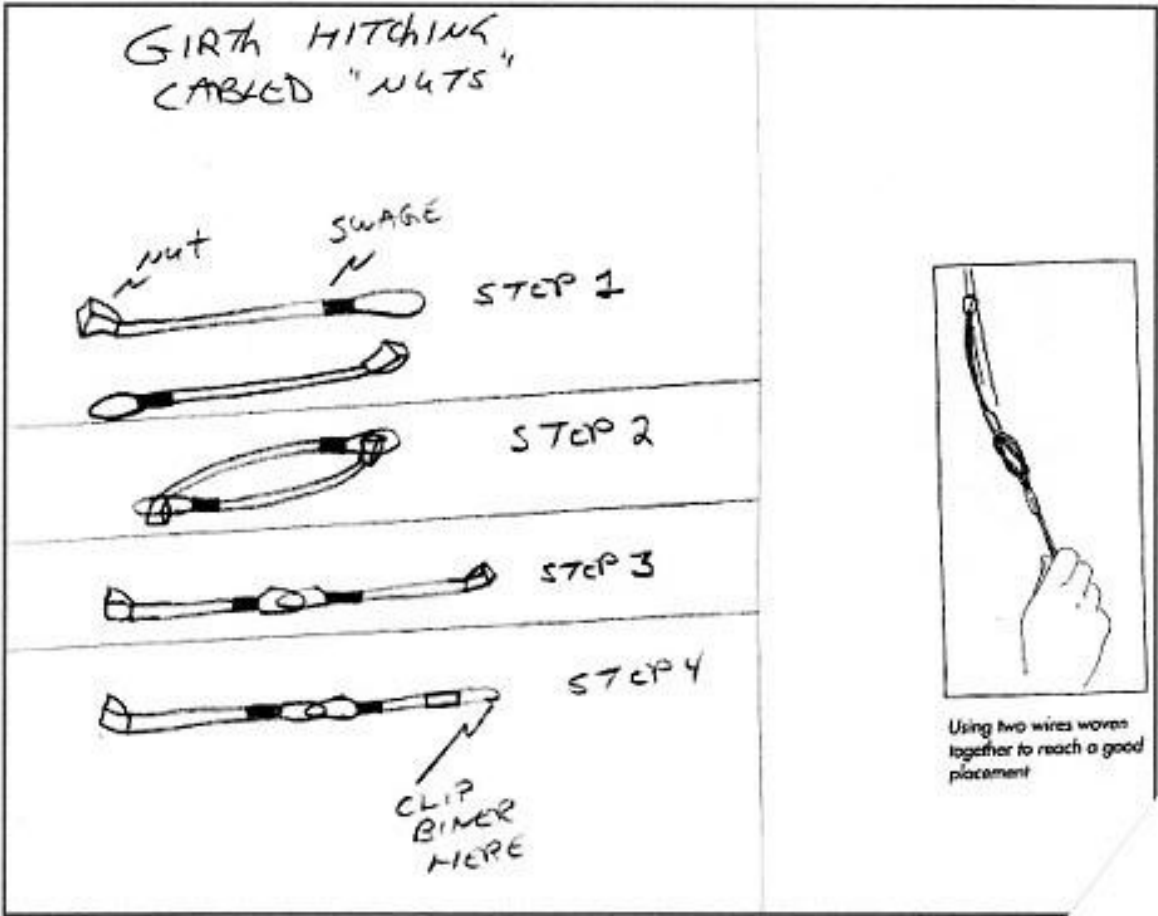 GIRTH HITCHING
CABLED "NUTS"
NUT
SWAGE
STEP 1
STEP 2
STEP 3
STEP 4
CLIP
BINER
HERE
Using two wires woven
together to reach a good
placement